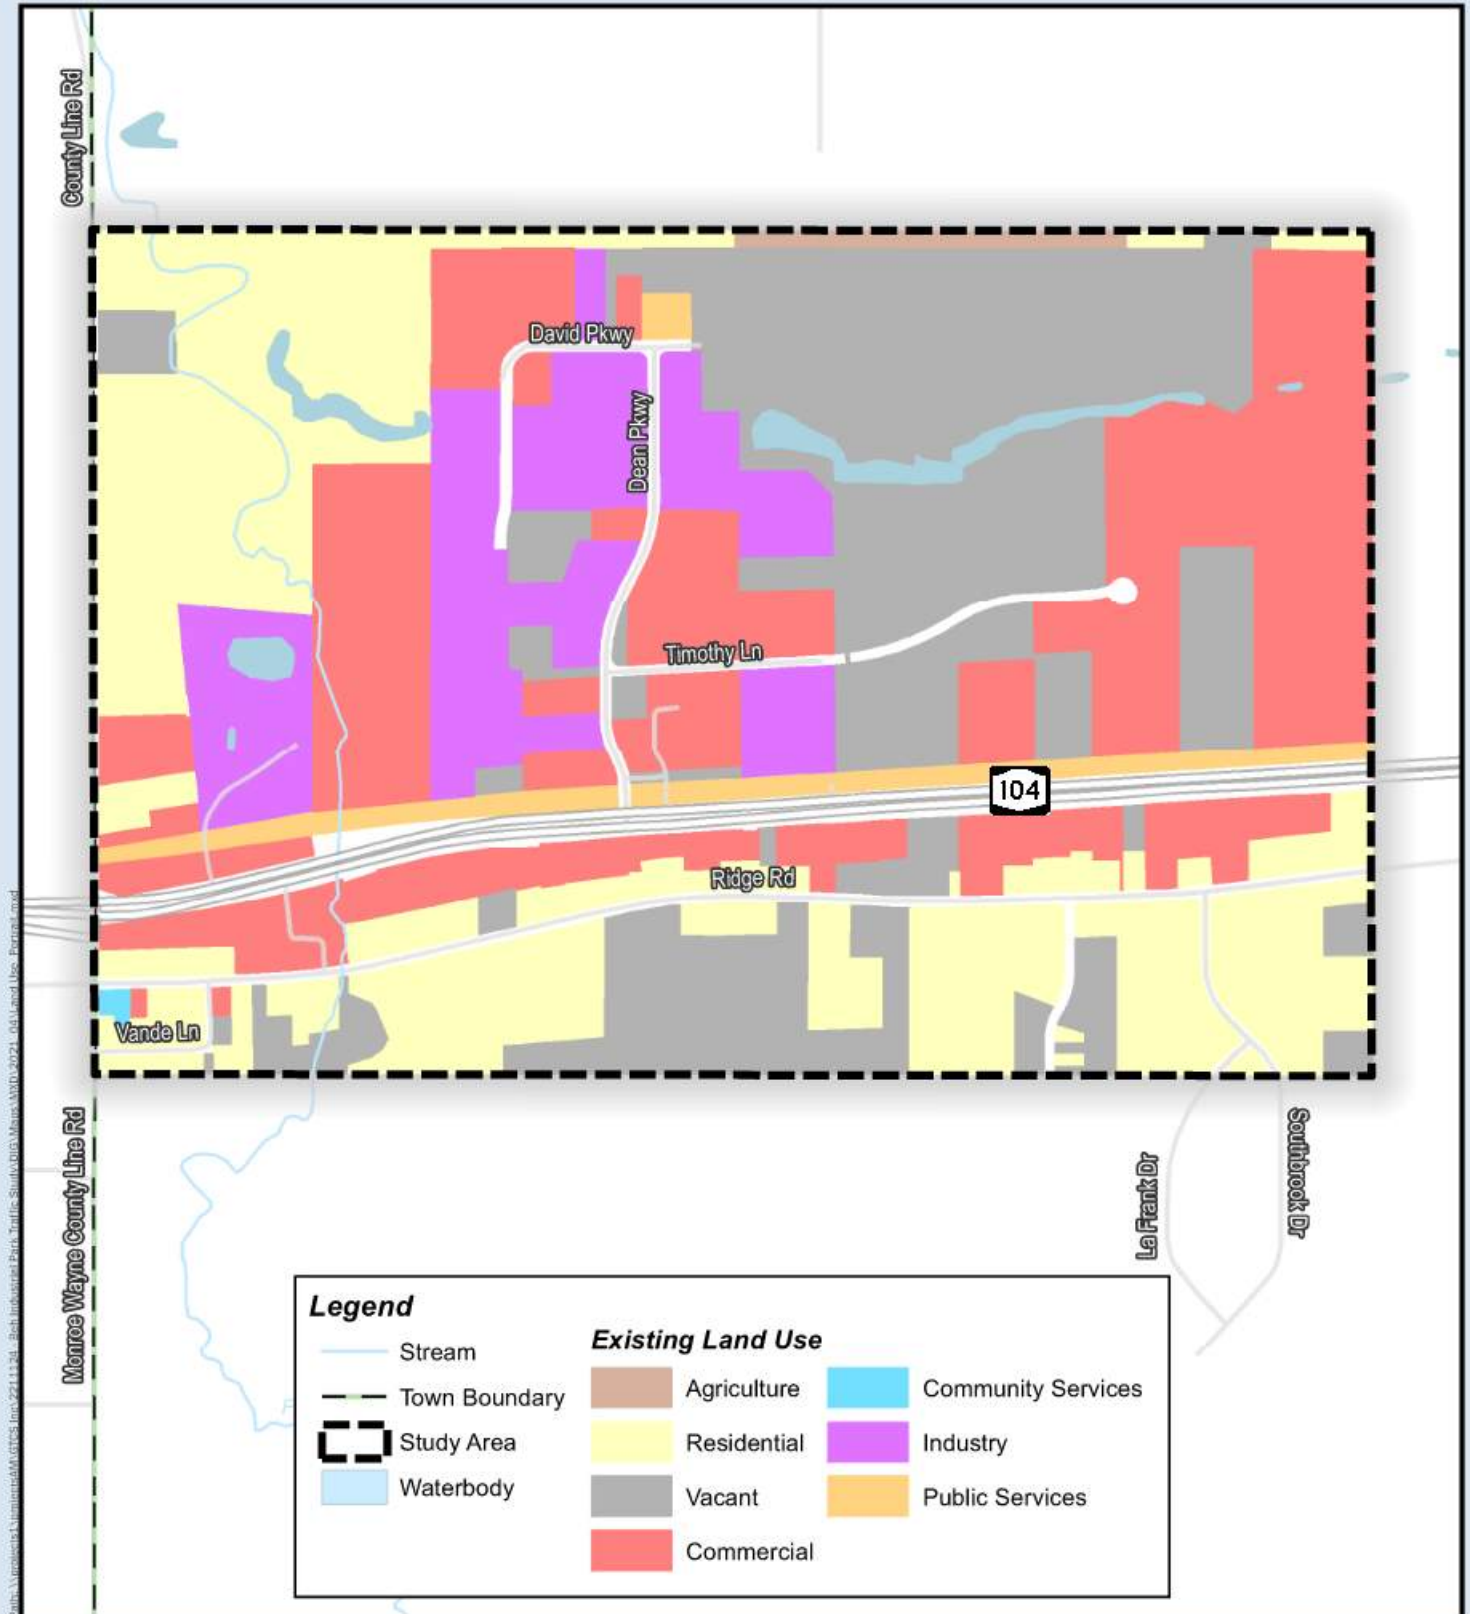 County Line Rd
David Pkwy
Dean Pkwy
Timothy Ln
104
Ridge Rd
Vande Ln
Monroe Wayne County Line Rd
La Frank Dr
Southbrook Dr
Legend
Stream
Town Boundary
Study Area
Waterbody
Existing Land Use
Agriculture
Residential
Vacant
Commercial
Community Services
Industry
Public Services